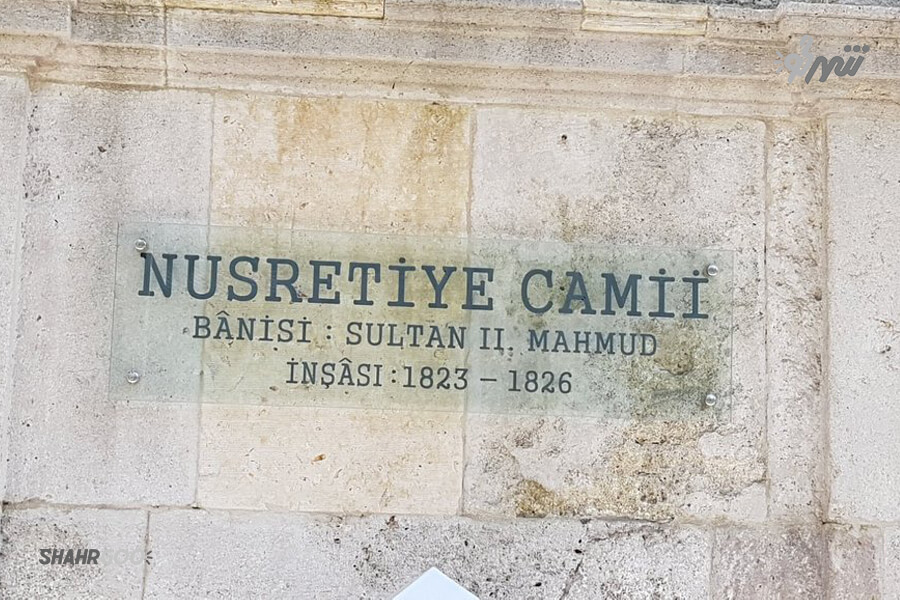 NUSRETİYE CAMİİ
BÂNİSİ : SULTAN II. MAHMUD
İNŞÂSI : 1823 – 1826
SHAHR